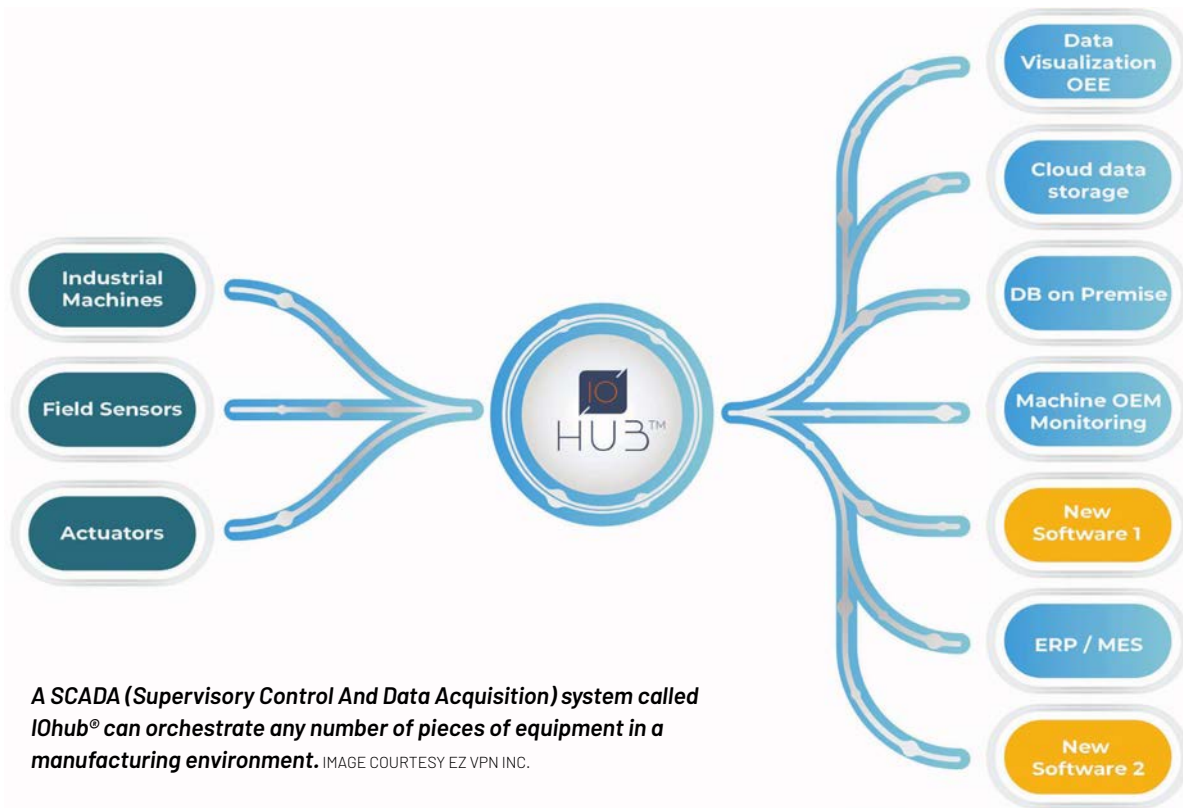 Data
Visualization
OEE
Cloud data
storage
Industrial
Machines
DB on Premise
Field Sensors
IO
HUB™
Machine OEM
Monitoring
Actuators
New
Software 1
ERP / MES
A SCADA (Supervisory Control And Data Acquisition) system called
IOhub® can orchestrate any number of pieces of equipment in a
manufacturing environment. IMAGE COURTESY EZ VPN INC.
New
Software 2